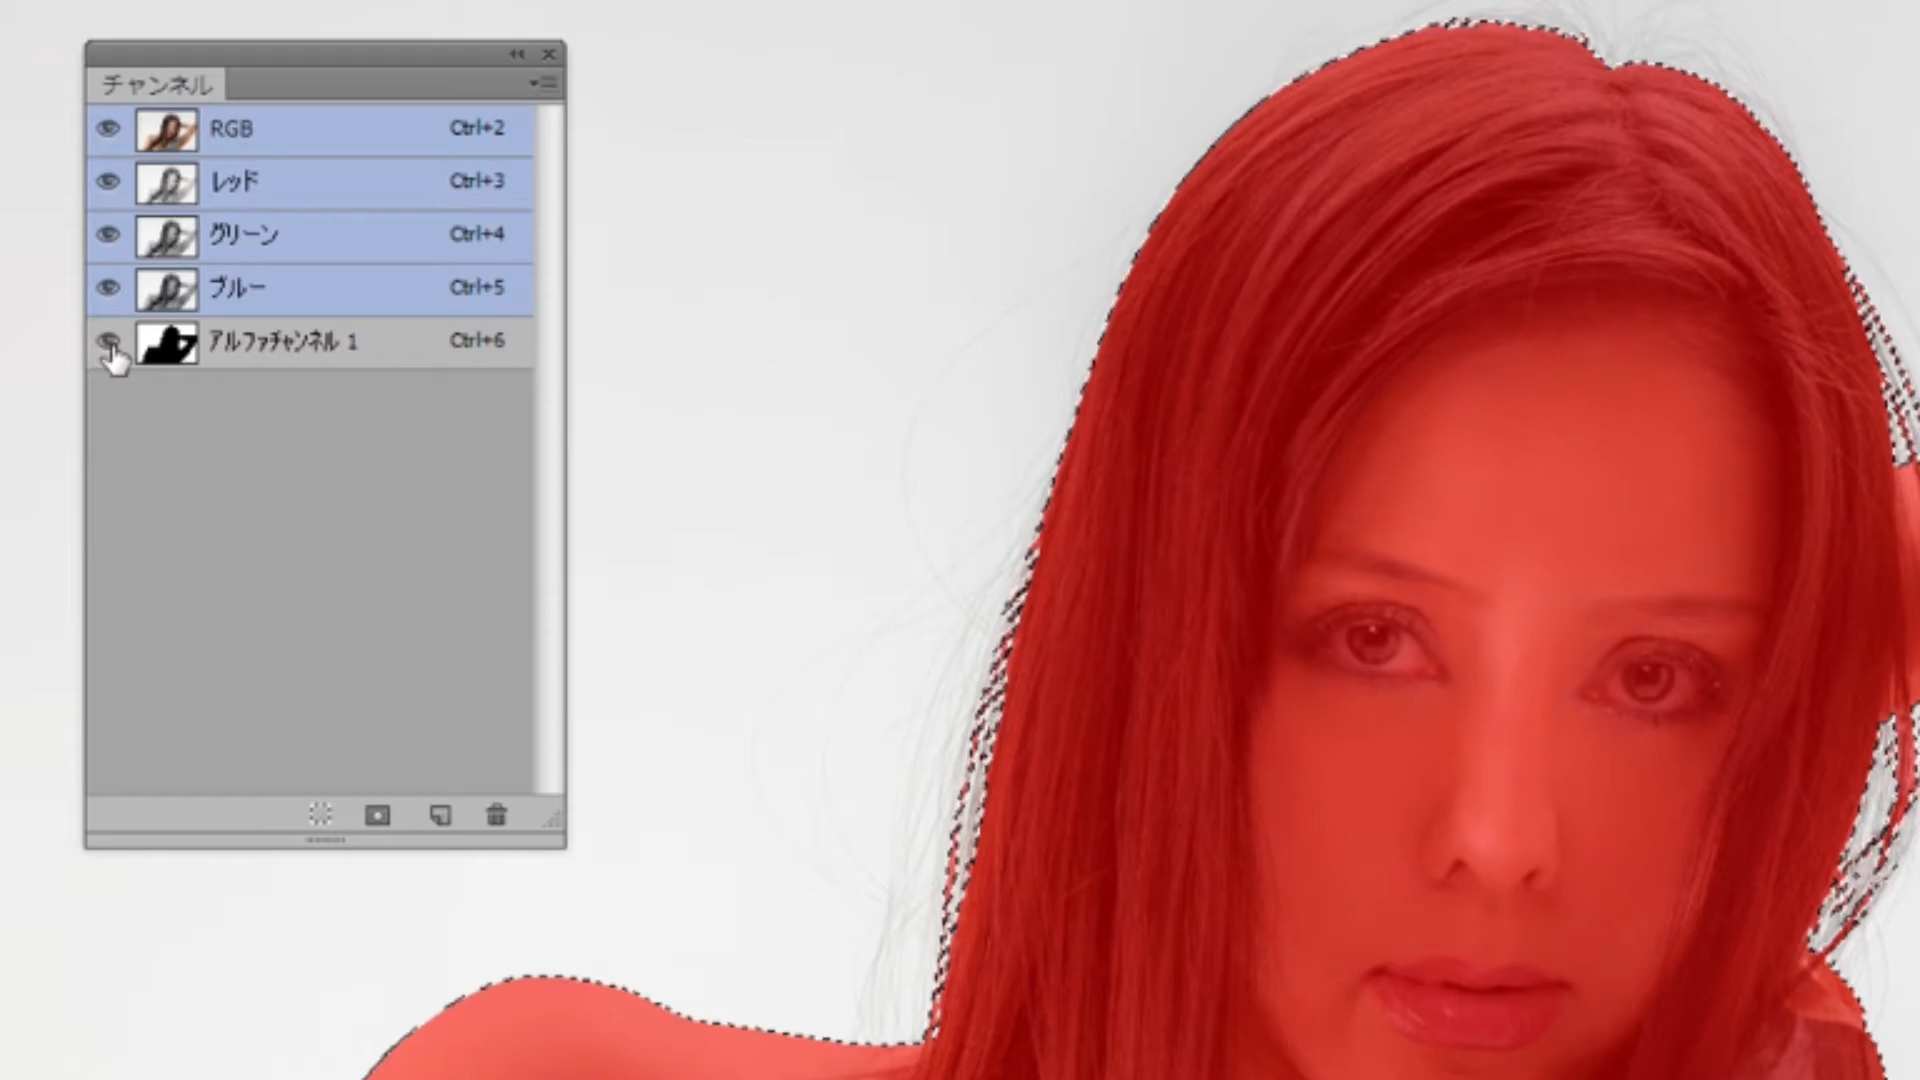 チャンネル
RGB Ctrl+2
レッド Ctrl+3
グリーン Ctrl+4
ブルー Ctrl+5
アルファチャンネル 1 Ctrl+6